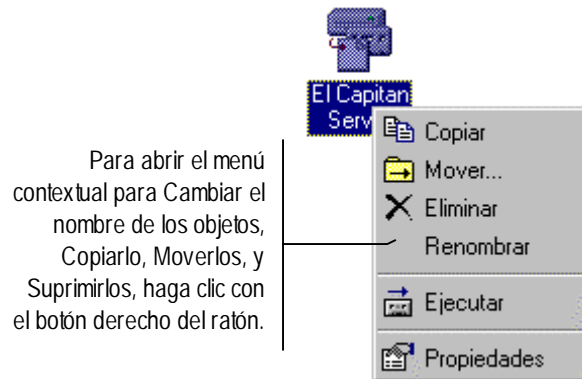 El Capitan
Serv
Copiar
Mover...
Eliminar
Renombrar
Ejecutar
Propiedades
Para abrir el menú
contextual para Cambiar el
nombre de los objetos,
Copiarlo, Moverlos, y
Suprimirlos, haga clic con
el botón derecho del ratón.